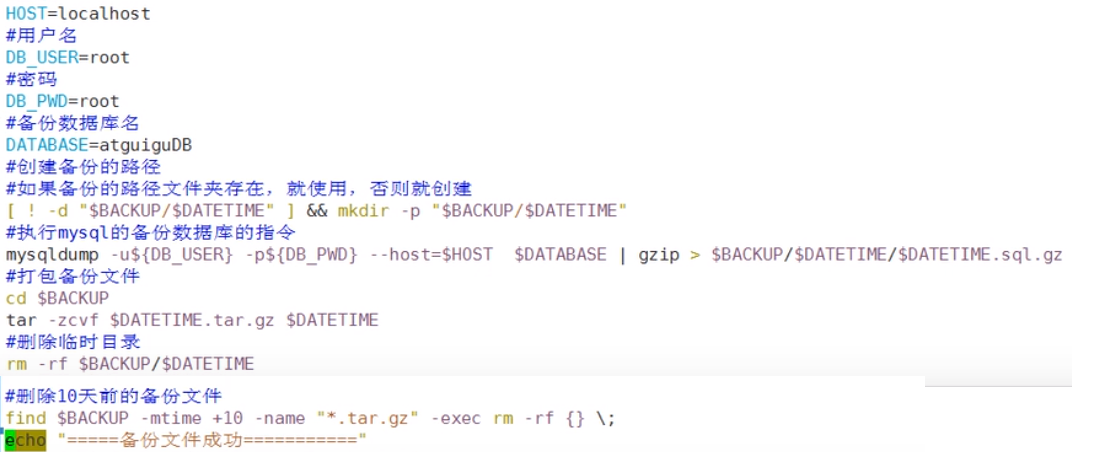 HOST=localhost
#用户名
DB_USER=root
#密码
DB_PWD=root
#备份数据库名
DATABASE=atguiguDB
#创建备份的路径
#如果备份的路径文件夹存在，就使用，否则就创建
[ ! -d "$BACKUP/$DATETIME" ] && mkdir -p "$BACKUP/$DATETIME"
#执行mysql的备份数据库的指令
mysqldump -u${DB_USER} -p${DB_PWD} --host=$HOST  $DATABASE | gzip > $BACKUP/$DATETIME/$DATETIME.sql.gz
#打包备份文件
cd $BACKUP
tar -zcvf $DATETIME.tar.gz $DATETIME
#删除临时目录
rm -rf $BACKUP/$DATETIME
#删除10天前的备份文件
find $BACKUP -mtime +10 -name "*.tar.gz" -exec rm -rf {} \;
echo "=====备份文件成功==========="